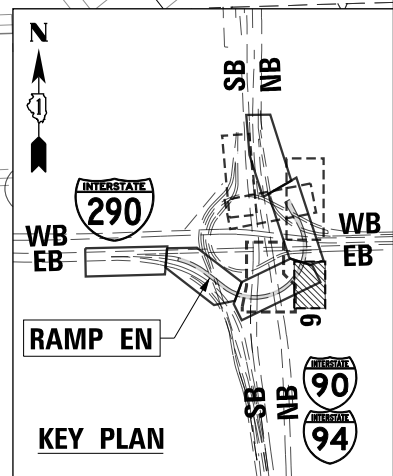 N
1
SB
NB
INTERSTATE
290
WB
EB
WB
EB
RAMP EN
9
INTERSTATE
90
SB
NB
INTERSTATE
94
KEY PLAN